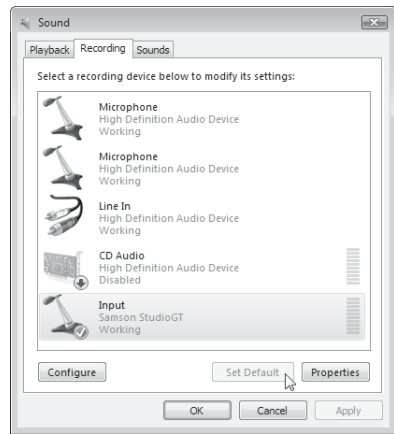 Sound
Playback Recording Sounds
Select a recording device below to modify its settings:
Microphone
High Definition Audio Device
Working
Microphone
High Definition Audio Device
Working
Line In
High Definition Audio Device
Working
CD Audio
High Definition Audio Device
Disabled
Input
Samson StudioGT
Working
Configure Set Default Properties
OK Cancel Apply